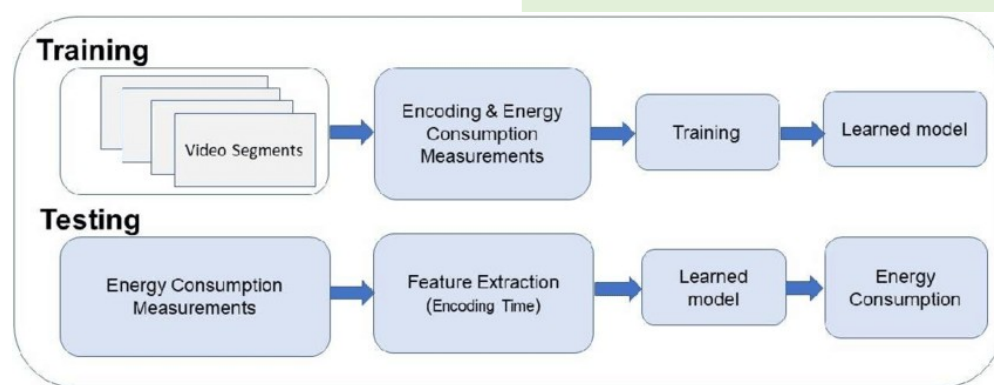 Training
Video Segments
Encoding & Energy
Consumption
Measurements
Training
Learned model
Testing
Energy Consumption
Measurements
Feature Extraction
(Encoding Time)
Learned
model
Energy
Consumption